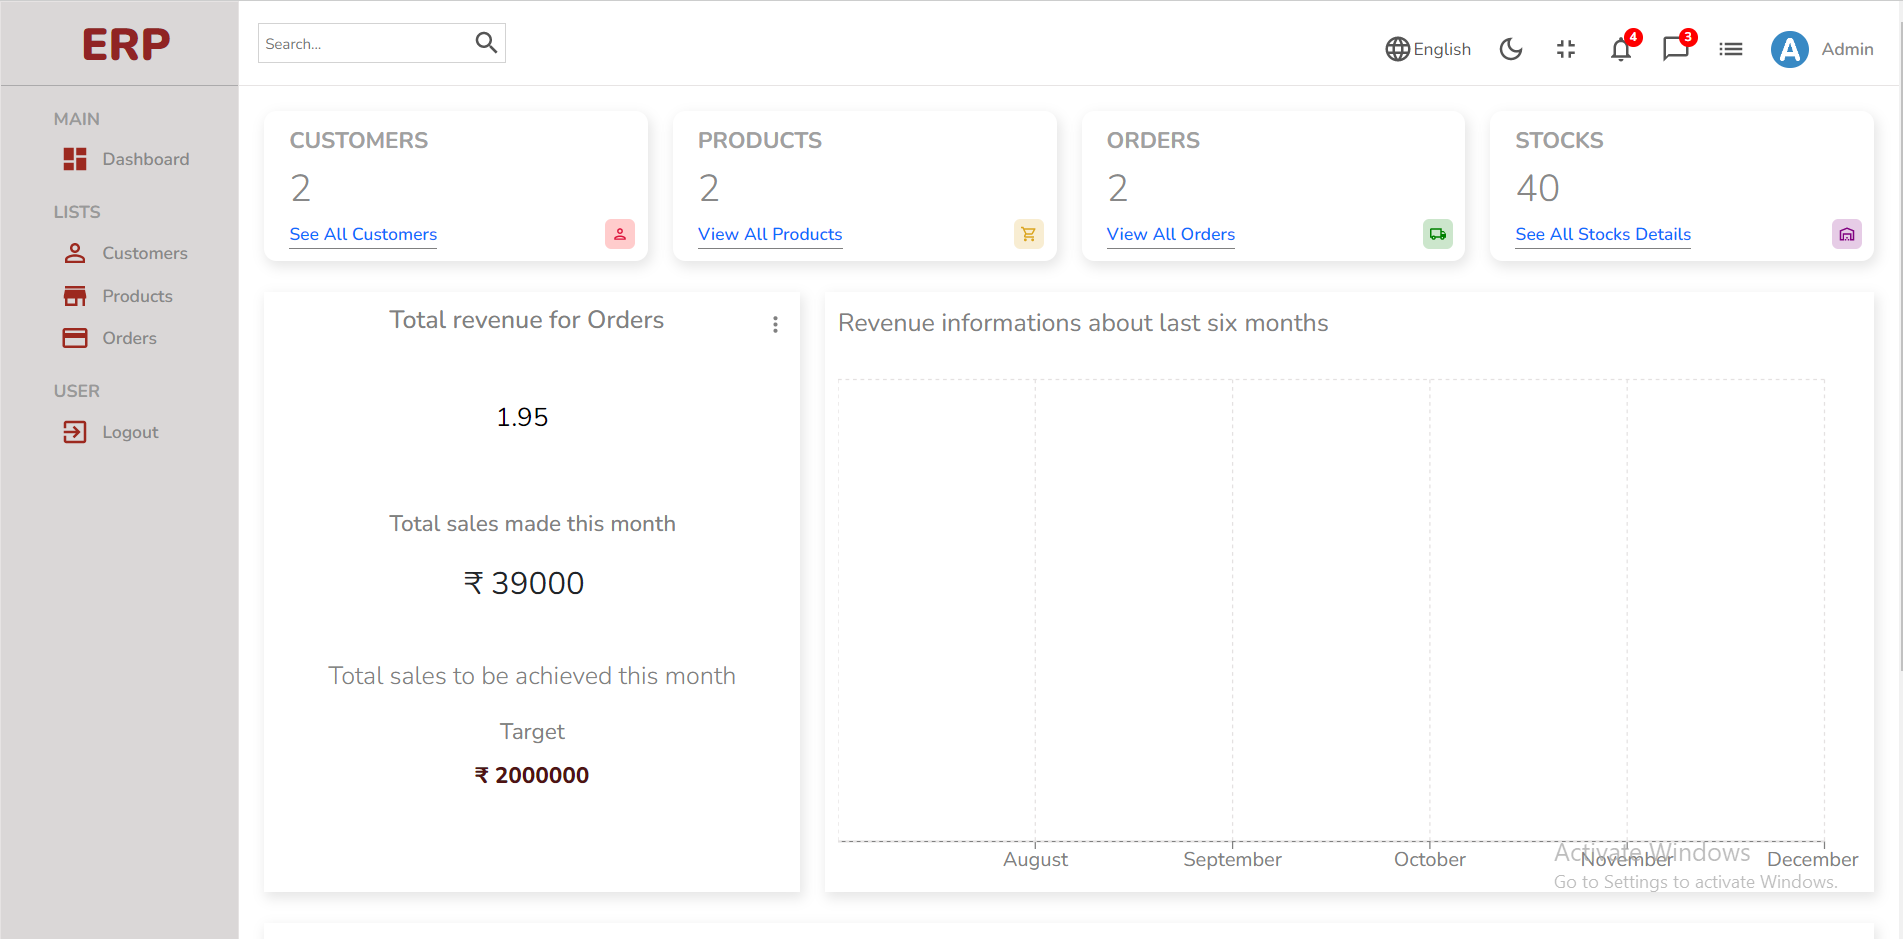 ERP
Search...
English
4
3
A
Admin
MAIN
Dashboard
LISTS
Customers
Products
Orders
USER
Logout
CUSTOMERS
2
See All Customers
PRODUCTS
2
View All Products
ORDERS
2
View All Orders
STOCKS
40
See All Stocks Details
Total revenue for Orders
1.95
Total sales made this month
₹ 39000
Total sales to be achieved this month
Target
₹ 2000000
Revenue informations about last six months
August
September
October
November
December
Activate Windows
Go to Settings to activate Windows.